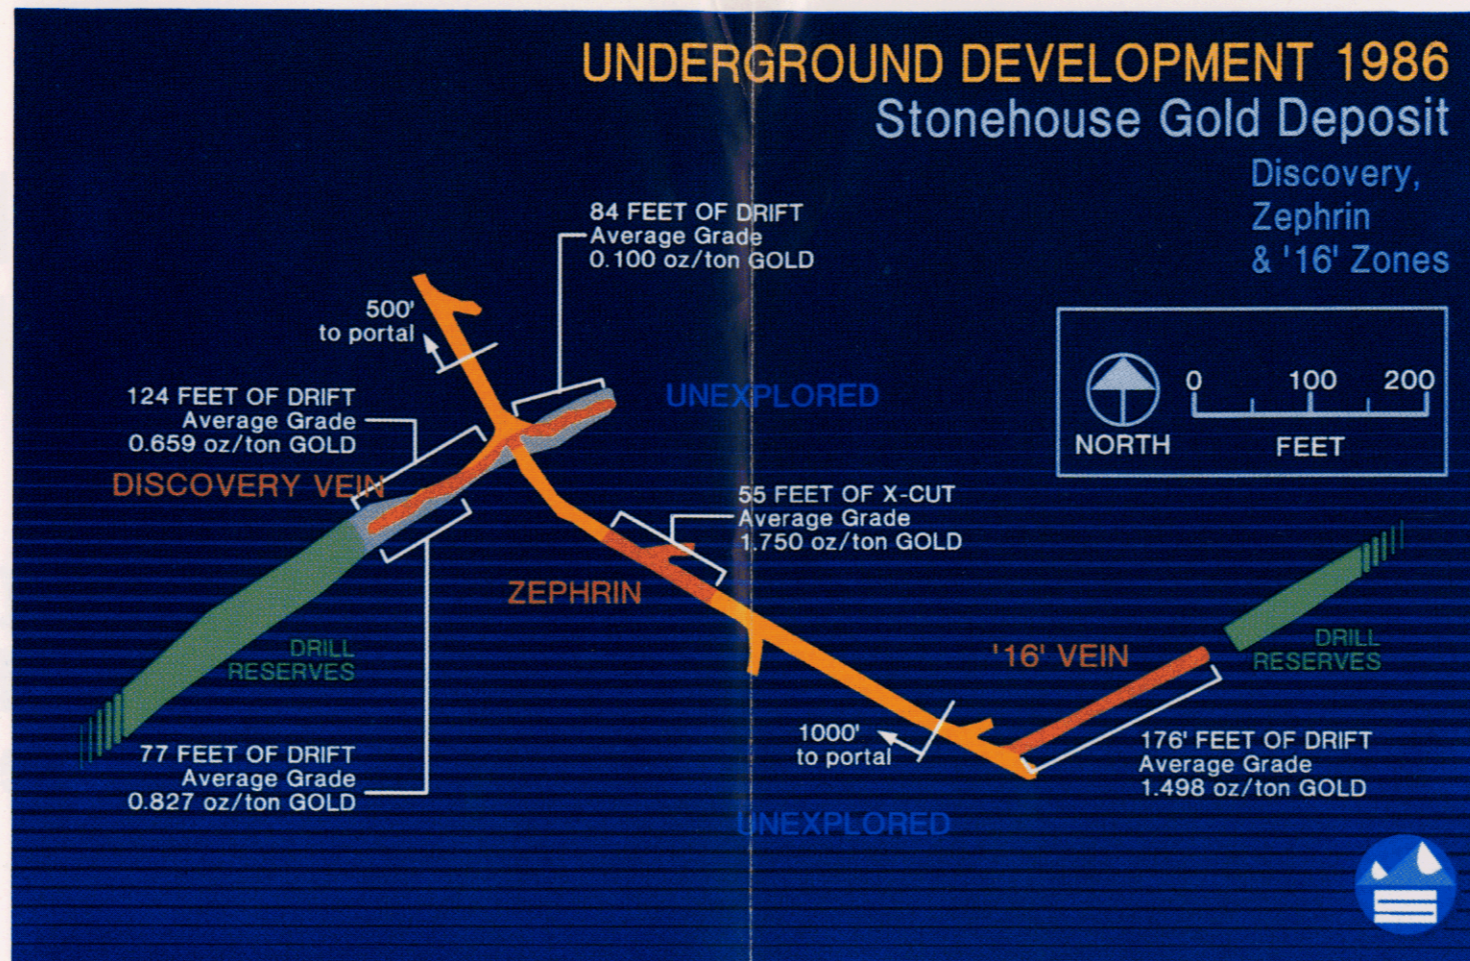 UNDERGROUND DEVELOPMENT 1986
Stonehouse Gold Deposit
Discovery,
Zephrin
& '16' Zones
84 FEET OF DRIFT
Average Grade
0.100 oz/ton GOLD
500'
to portal
124 FEET OF DRIFT
Average Grade
0.659 oz/ton GOLD
UNEXPLORED
0 100 200
NORTH
FEET
DISCOVERY VEIN
55 FEET OF X-CUT
Average Grade
1.750 oz/ton GOLD
ZEPHRIN
DRILL
RESERVES
'16' VEIN
DRILL
RESERVES
77 FEET OF DRIFT
Average Grade
0.827 oz/ton GOLD
1000'
to portal
176' FEET OF DRIFT
Average Grade
1.498 oz/ton GOLD
UNEXPLORED